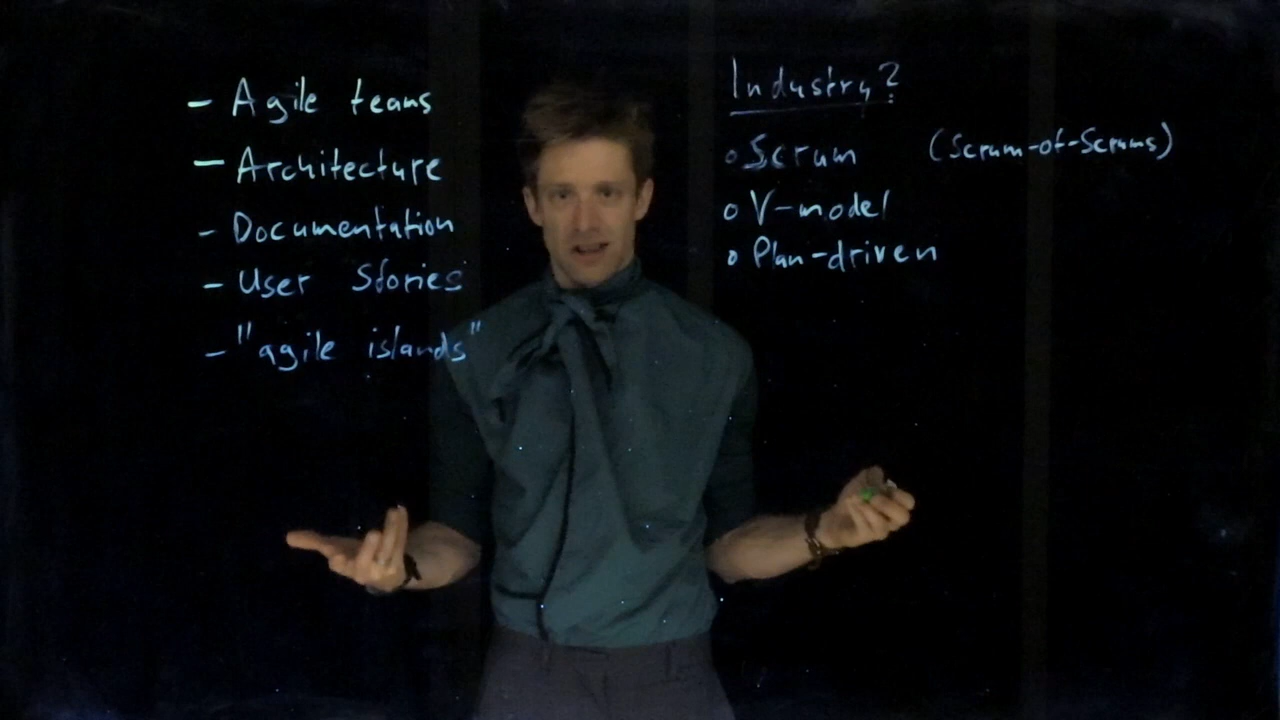 - Agile teams
- Architecture
- Documentation
- User Stories
- "agile islands"
Industry?
o Scrum (Scrum-of-Scrums)
o V-model
o Plan-driven